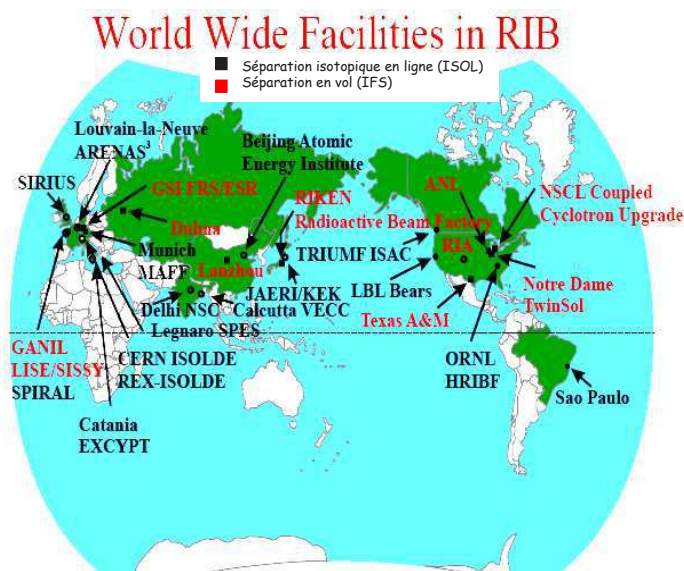 World Wide Facilities in RIB
Séparation isotopique en ligne (ISOL)
Séparation en vol (IFS)
Louvain-la-Neuve
ARENAS³
Beijing Atomic
Energy Institute
SIRIUS
GSI FRS/ESR
RIKEN
Radioactive Beam Factory
ANL
NSCL Coupled
Cyclotron Upgrade
Dubna
Munich
MAFF
Lanzhou
TRIUMF ISAC
RIA
JAERI/KEK
LBL Bears
Notre Dame
TwinSol
Delhi NSC
Calcutta VECC
Legnaro SPES
Texas A&M
GANIL
LISE/SISSY
SPIRAL
CERN ISOLDE
REX-ISOLDE
ORNL
HRIBF
Sao Paulo
Catania
EXCYPT